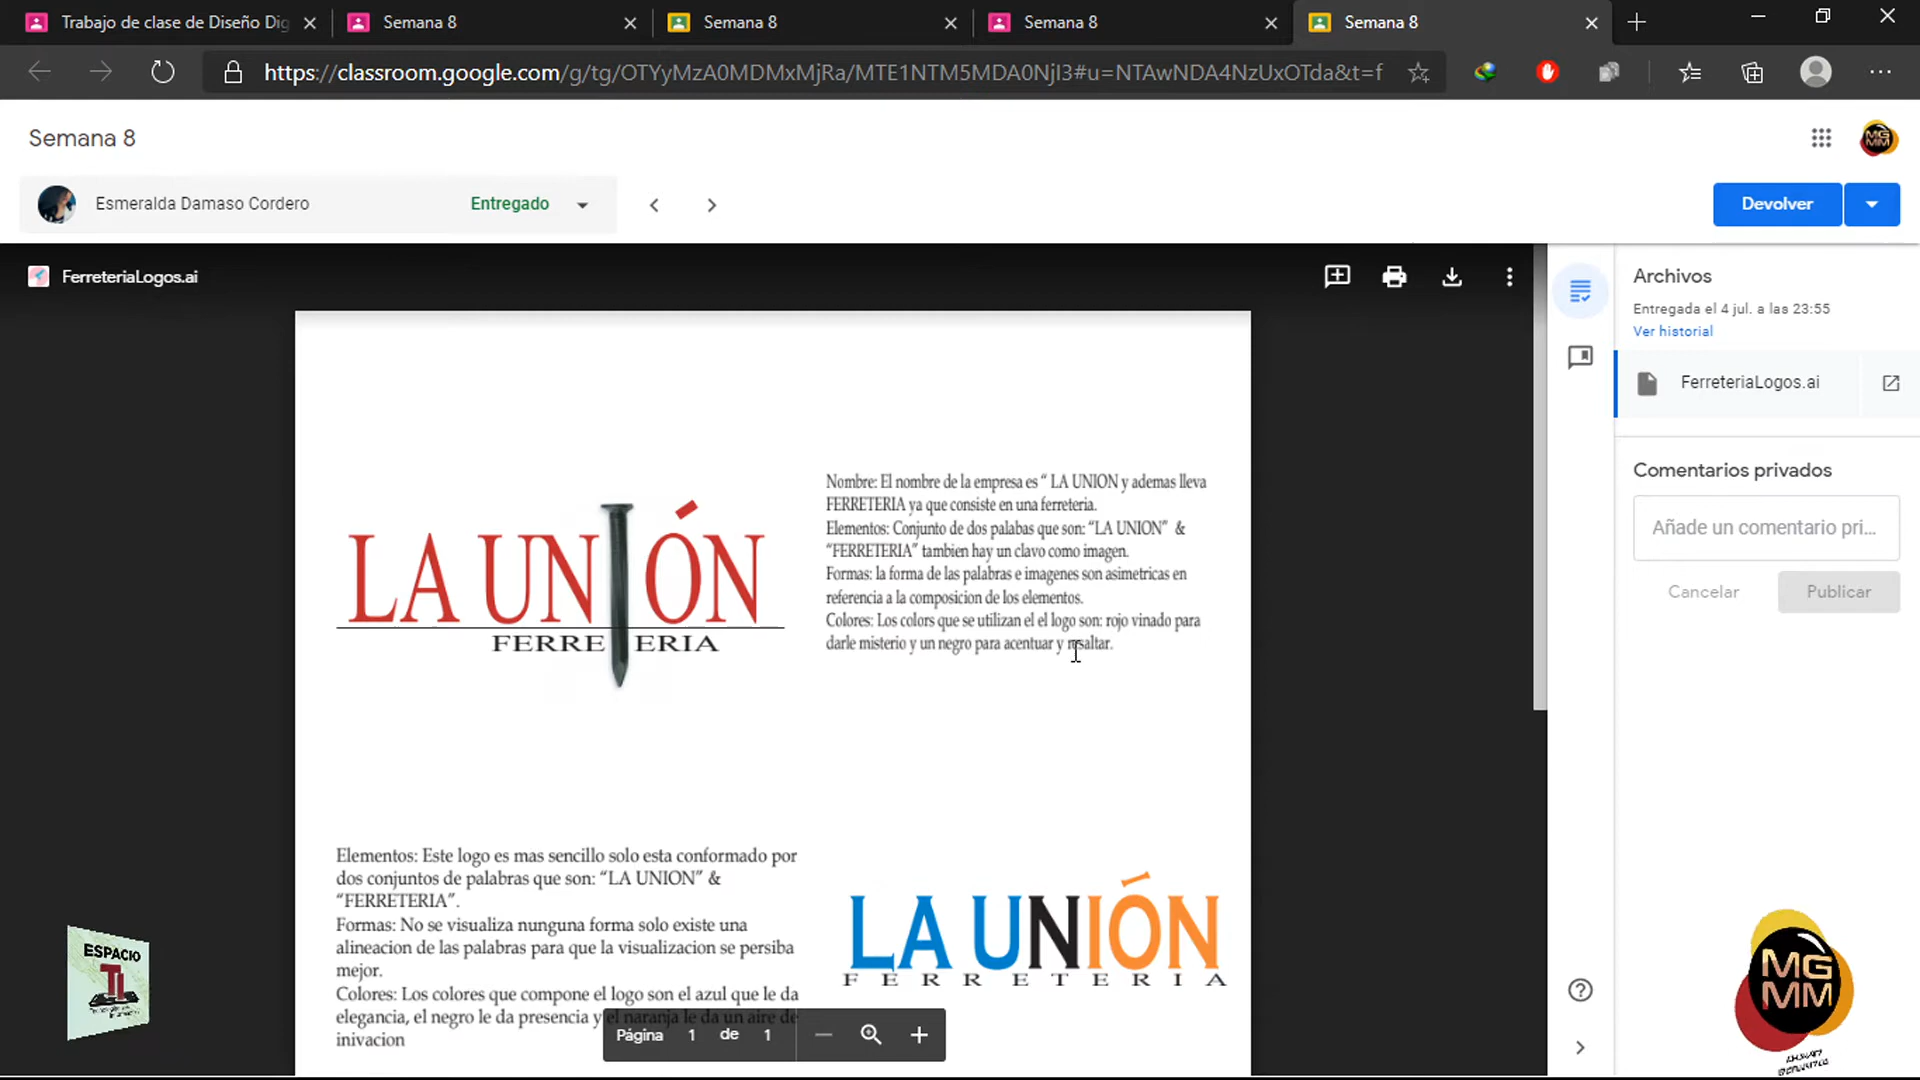 Trabajo de clase de Diseño Dig
Semana 8
Semana 8
Semana 8
Semana 8
https://classroom.google.com/g/tg/OTYyMzA0MDMxMjRa/MTE1NTM5MDA0NjI3#u=NTAwNDA4NzUxOTda&t=f
Semana 8
MG
MM
Esmeralda Damaso Cordero
Entregado
Devolver
FerreteriaLogos.ai
Archivos
Entregada el 4 jul. a las 23:55
Ver historial
FerreteriaLogos.ai
Comentarios privados
Añade un comentario pri...
Cancelar
Publicar
LA UNIÓN
FERRETERIA
Nombre: El nombre de la empresa es “ LA UNION y ademas lleva
FERRETERIA ya que consiste en una ferreteria.
Elementos: Conjunto de dos palabas que son: “LA UNION” &
“FERRETERIA” tambien hay un clavo como imagen.
Formas: la forma de las palabras e imagenes son asimetricas en
referencia a la composicion de los elementos.
Colores: Los colors que se utilizan el el logo son: rojo vinado para
darle misterio y un negro para acentuar y resaltar.
Elementos: Este logo es mas sencillo solo esta conformado por
dos conjuntos de palabras que son: “LA UNION” &
“FERRETERIA”.
Formas: No se visualiza nunguna forma solo existe una
alineacion de las palabras para que la visualizacion se persiba
mejor.
Colores: Los colores que compone el logo son el azul que le da
elegancia, el negro le da presencia y el naranja le da un aire de
inivacion
LA UNIÓN
FERRETERIA
Página 1 de 1
ESPACIO
TI
MG
MM